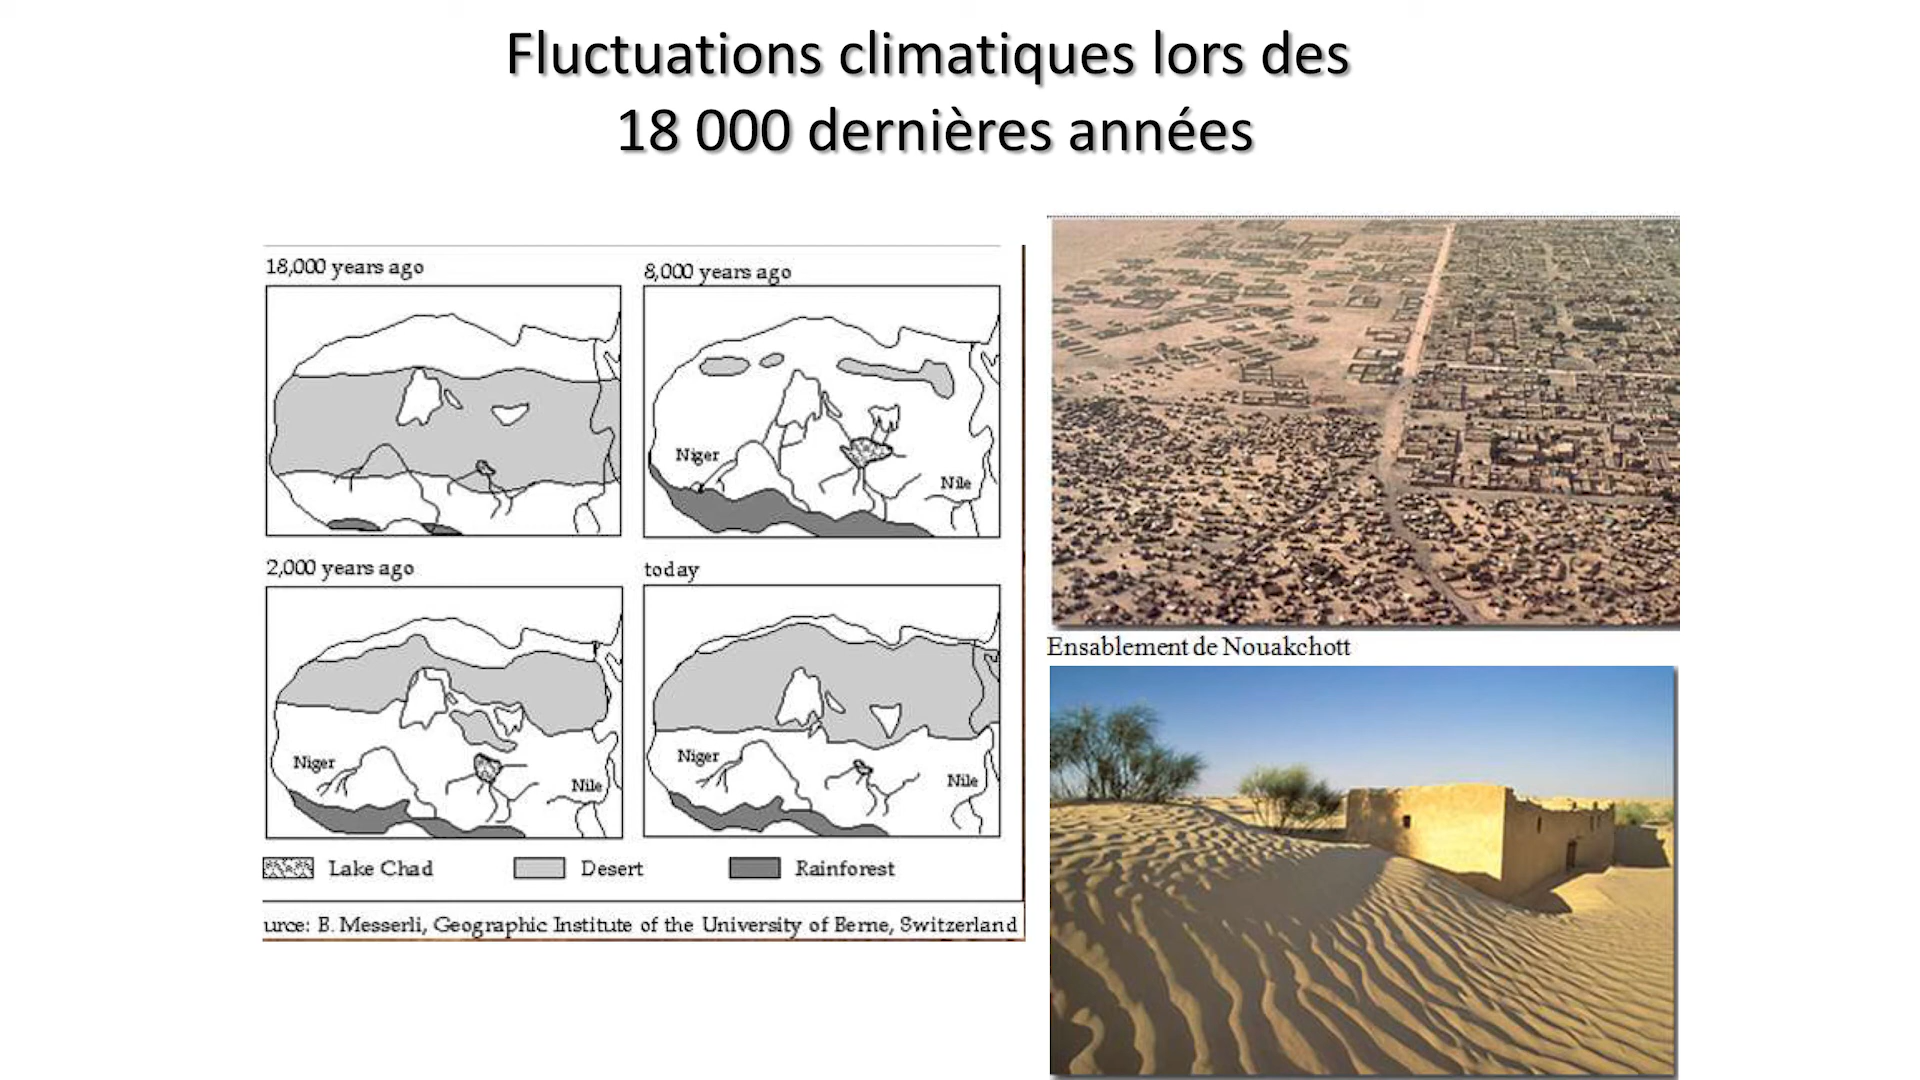 Fluctuations climatiques lors des
18 000 dernières années
18,000 years ago
8,000 years ago
Niger
Nile
2,000 years ago
today
Niger
Nile
Niger
Nile
Lake Chad
Desert
Rainforest
urce: B. Messerli, Geographic Institute of the University of Berne, Switzerland
Ensablement de Nouakchott